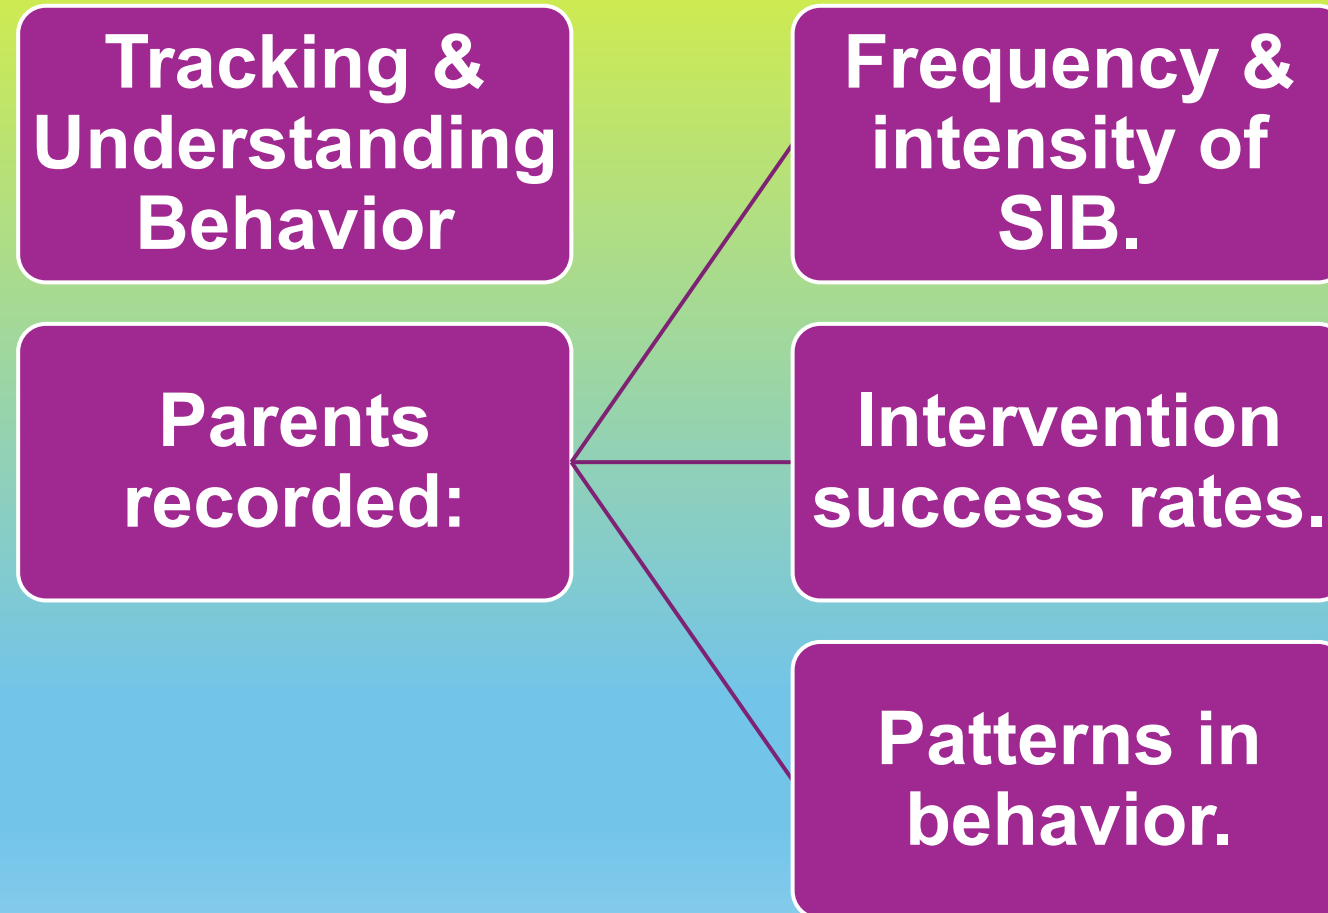 Tracking &
Understanding
Behavior
Parents
recorded:
Frequency &
intensity of
SIB.
Intervention
success rates.
Patterns in
behavior.